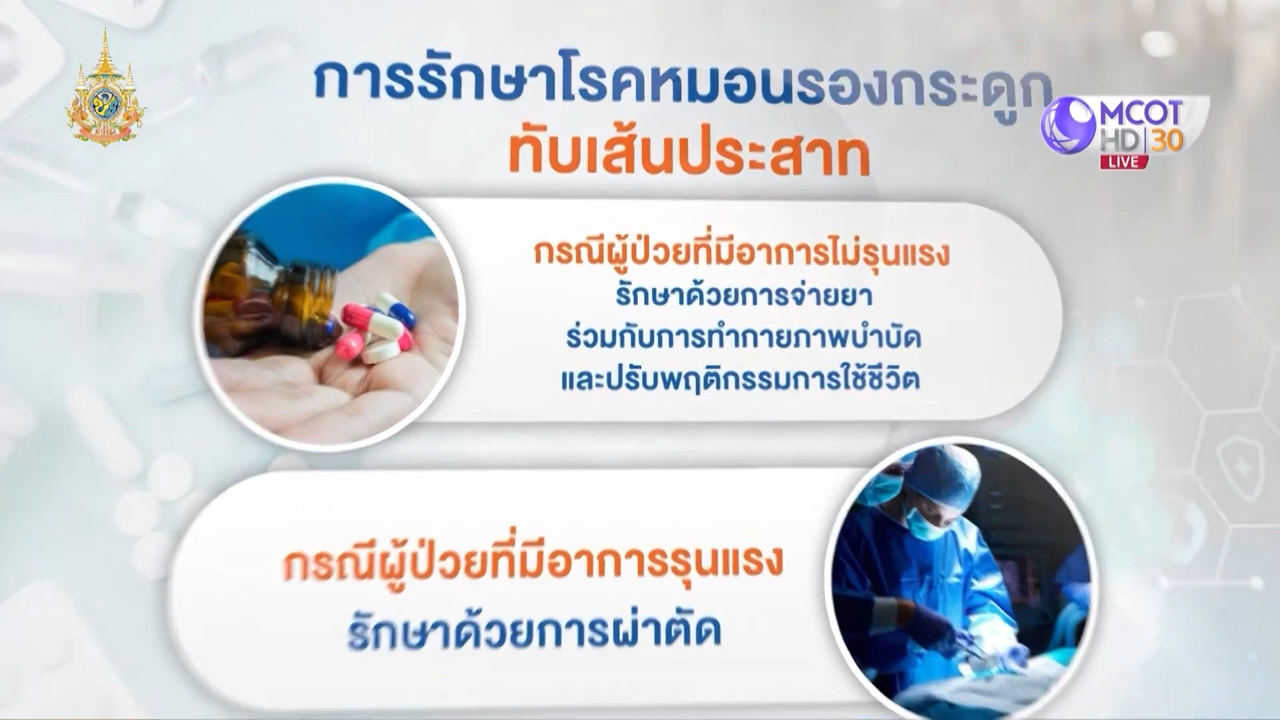 การรักษาโรคหมอนรองกระดูก
ทับเส้นประสาท
MCOT
HD 30
LIVE
กรณีผู้ป่วยที่มีอาการไม่รุนแรง
รักษาด้วยการจ่ายยา
ร่วมกับการทำกายภาพบำบัด
และปรับพฤติกรรมการใช้ชีวิต
กรณีผู้ป่วยที่มีอาการรุนแรง
รักษาด้วยการผ่าตัด